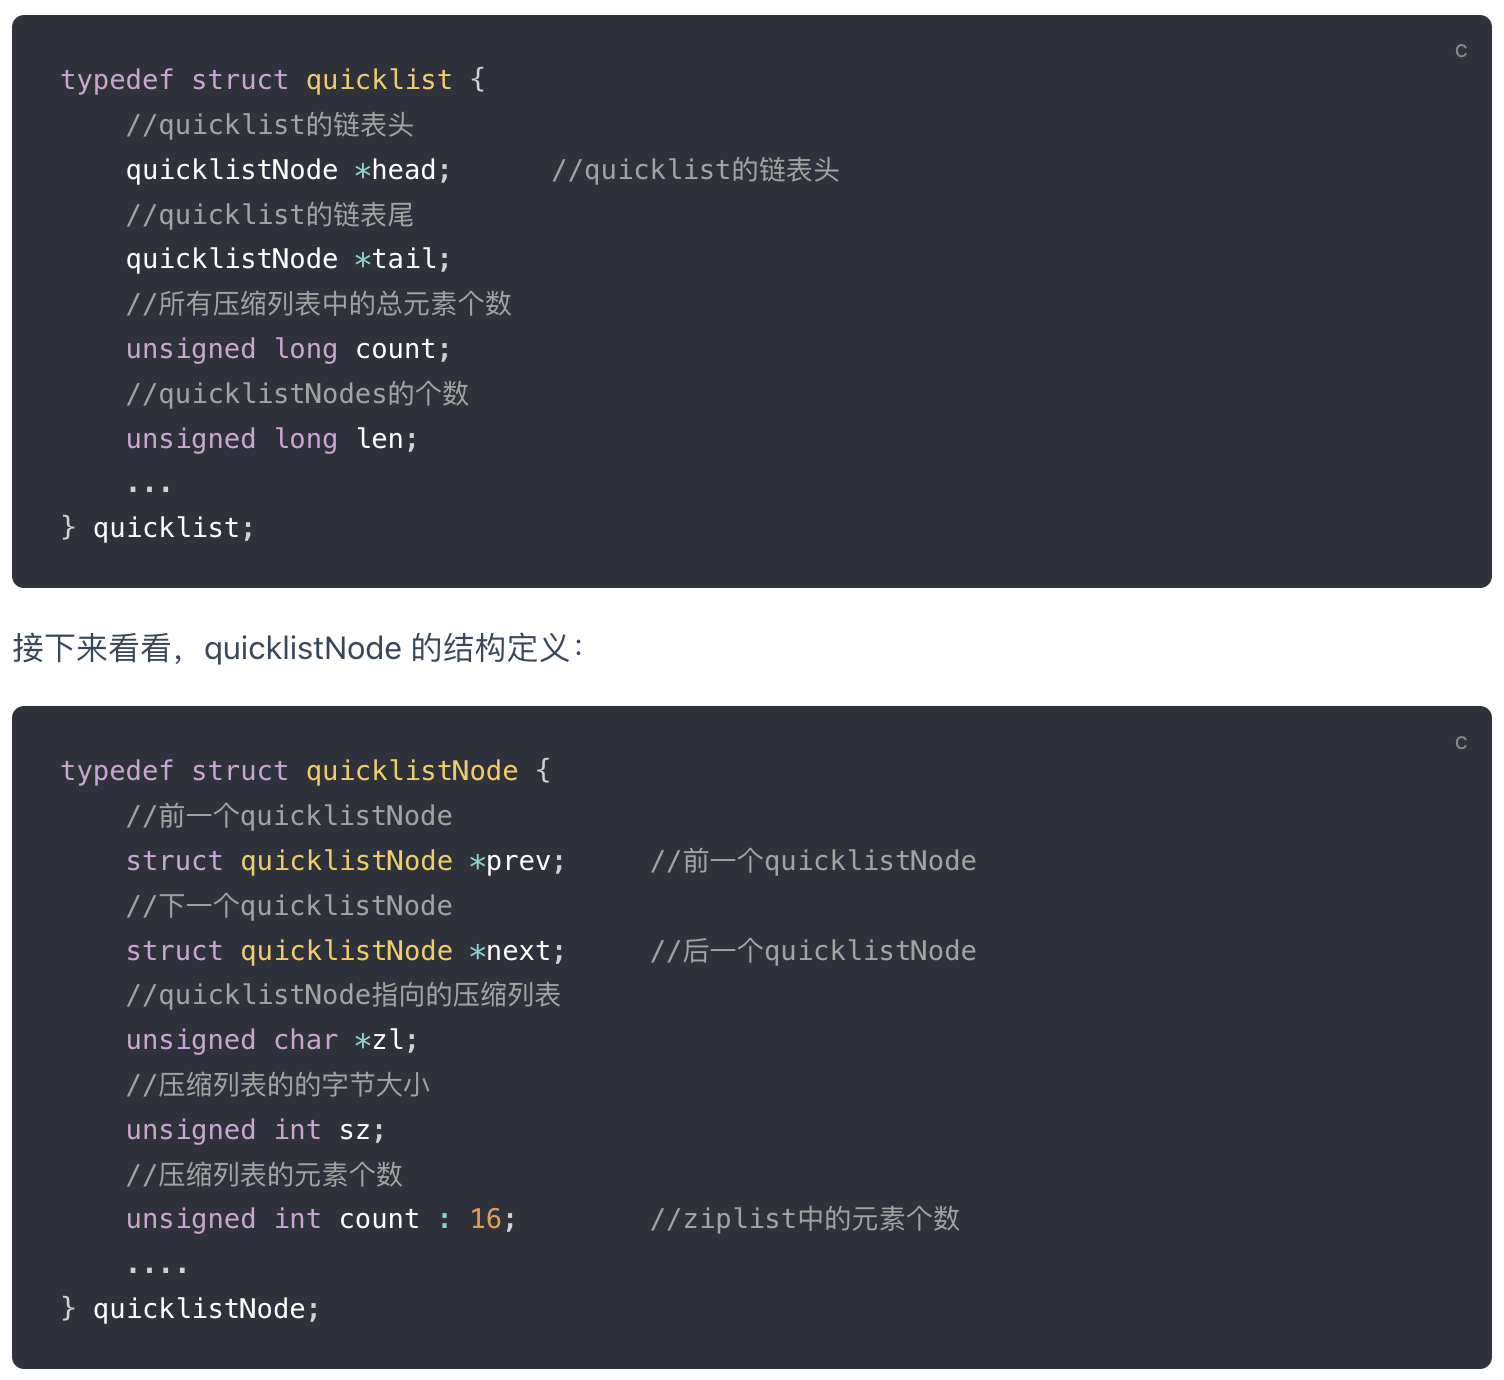 c
typedef struct quicklist {
    //quicklist的链表头
    quicklistNode *head;      //quicklist的链表头
    //quicklist的链表尾
    quicklistNode *tail;
    //所有压缩列表中的总元素个数
    unsigned long count;
    //quicklistNodes的个数
    unsigned long len;
    ...
} quicklist;
接下来看看，quicklistNode 的结构定义：
c
typedef struct quicklistNode {
    //前一个quicklistNode
    struct quicklistNode *prev;     //前一个quicklistNode
    //下一个quicklistNode
    struct quicklistNode *next;     //后一个quicklistNode
    //quicklistNode指向的压缩列表
    unsigned char *zl;
    //压缩列表的的字节大小
    unsigned int sz;
    //压缩列表的元素个数
    unsigned int count : 16;        //ziplist中的元素个数
    ....
} quicklistNode;